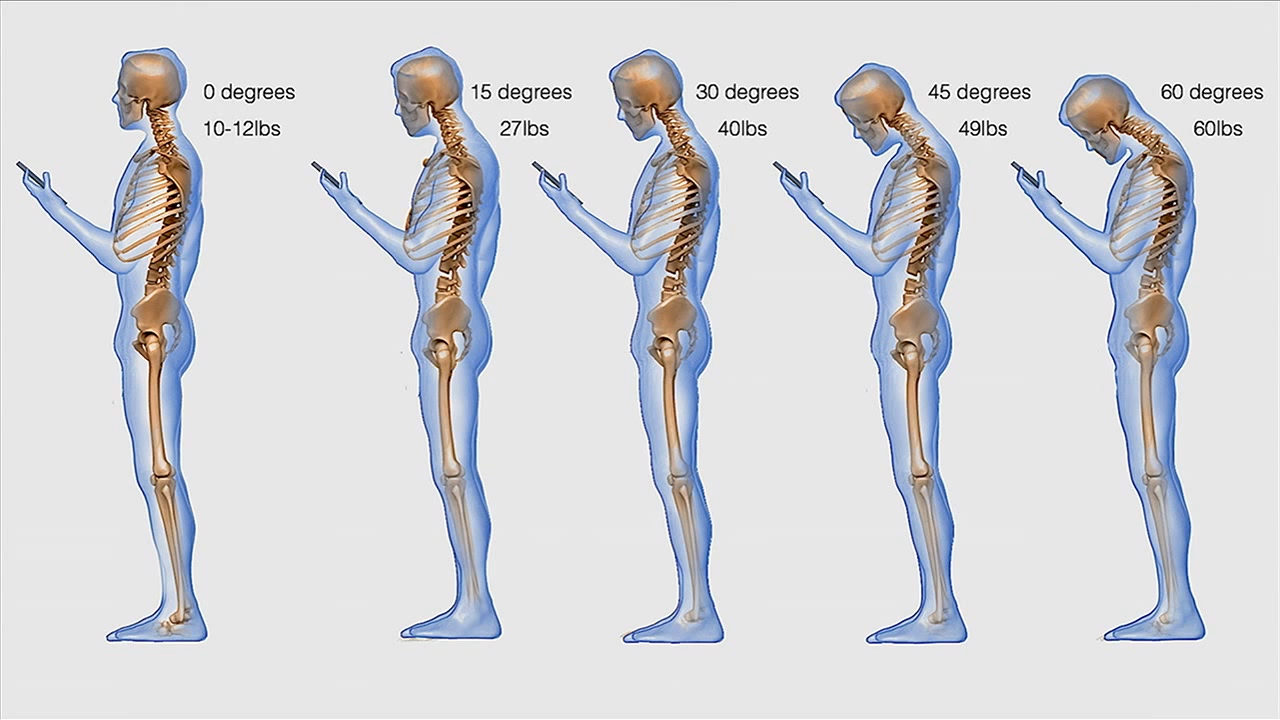 0 degrees
10-12lbs
15 degrees
27lbs
30 degrees
40lbs
45 degrees
49lbs
60 degrees
60lbs